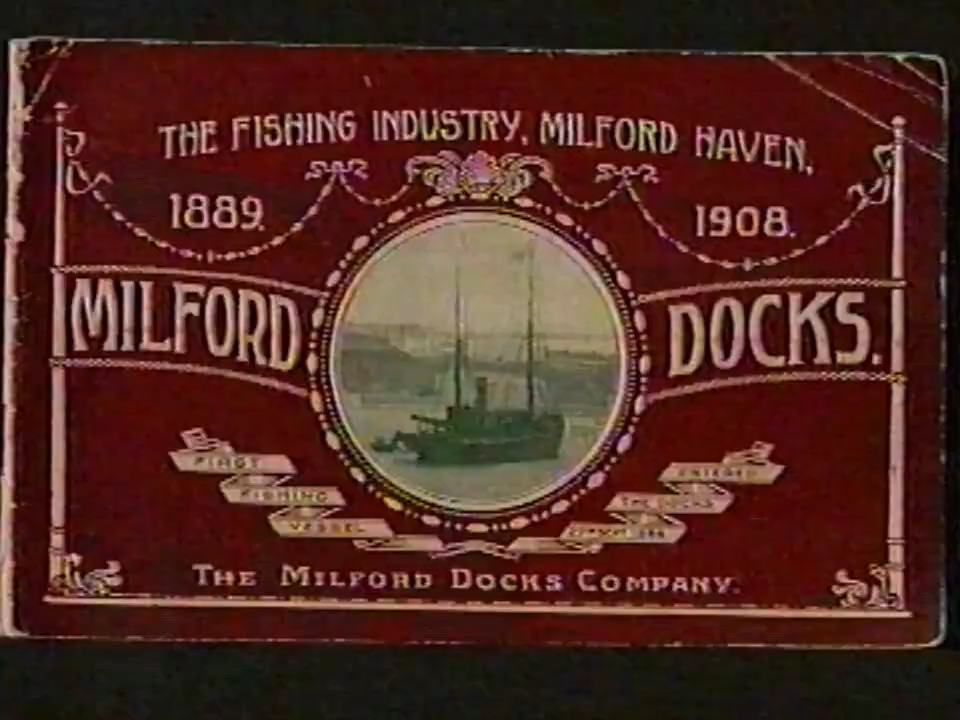 THE FISHING INDUSTRY, MILFORD HAVEN,
1889. 1908.
MILFORD DOCKS.
FIRST
FISHING
VESSEL
ENTERED
THE DOCKS
THE MILFORD DOCKS COMPANY.